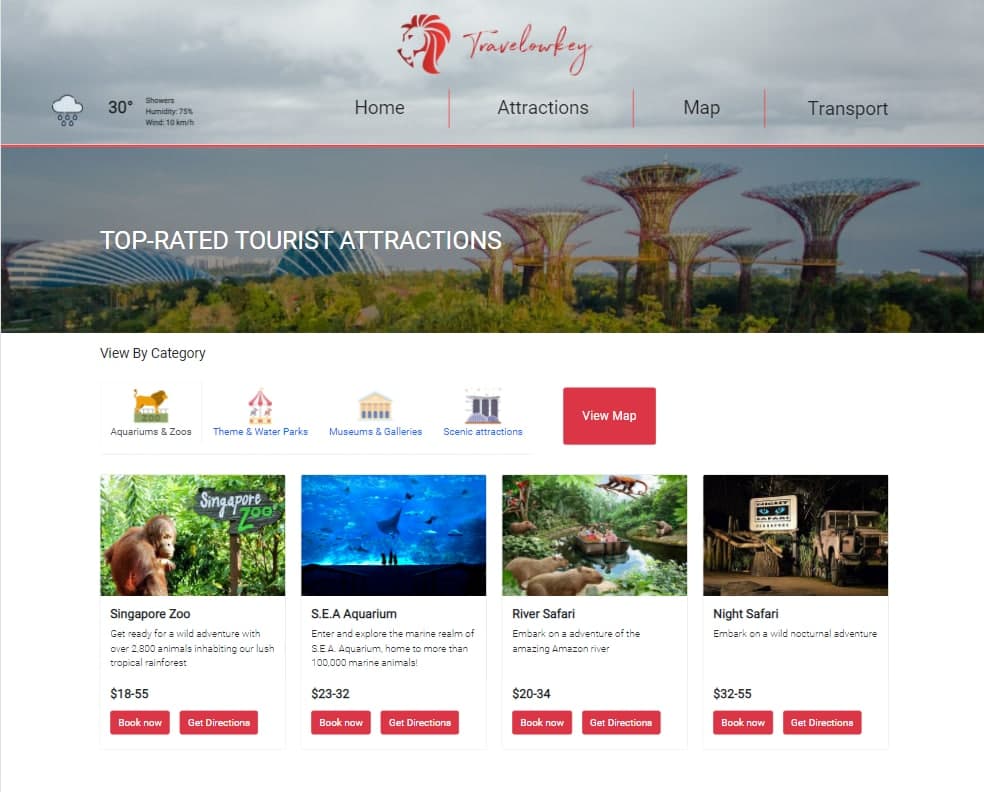 Travelowkey
30°
Showers
Humidity: 75%
Wind: 10 km/h
Home
Attractions
Map
Transport
TOP-RATED TOURIST ATTRACTIONS
View By Category
ZOO
Aquariums & Zoos
Theme & Water Parks
Museums & Galleries
Scenic attractions
View Map
Singapore
Zoo
NIGHT
SAFARI
SINGAPORE
Singapore Zoo
Get ready for a wild adventure with
over 2,800 animals inhabiting our lush
tropical rainforest
$18-55
Book now
Get Directions
S.E.A Aquarium
Enter and explore the marine realm of
S.E.A. Aquarium, home to more than
100,000 marine animals!
$23-32
Book now
Get Directions
River Safari
Embark on a adventure of the
amazing Amazon river
$20-34
Book now
Get Directions
Night Safari
Embark on a wild nocturnal adventure
$32-55
Book now
Get Directions